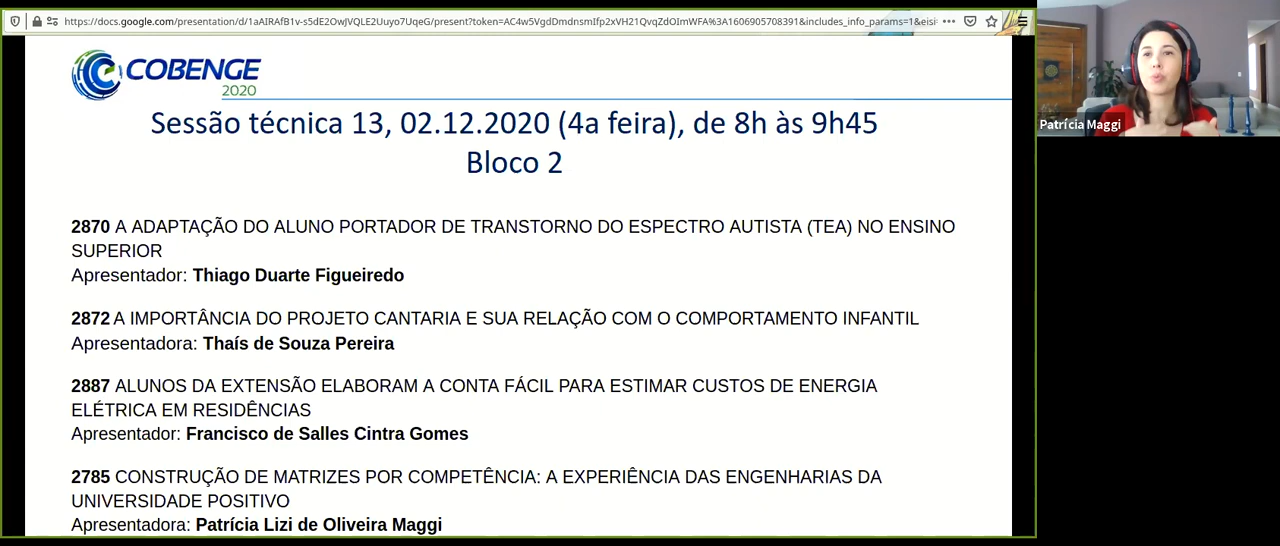 https://docs.google.com/presentation/d/1aAIRAfB1v-s5dE2OwJVQLE2Uuyo7UqeG/present?token=AC4w5VgdDmdnsmIfp2xVH21QvqZdOImWFA%3A1606905708391&includes_info_params=1&eisi
COBENGE
2020
Sessão técnica 13, 02.12.2020 (4a feira), de 8h às 9h45
Bloco 2
2870 A ADAPTAÇÃO DO ALUNO PORTADOR DE TRANSTORNO DO ESPECTRO AUTISTA (TEA) NO ENSINO
SUPERIOR
Apresentador: Thiago Duarte Figueiredo
2872 A IMPORTÂNCIA DO PROJETO CANTARIA E SUA RELAÇÃO COM O COMPORTAMENTO INFANTIL
Apresentadora: Thaís de Souza Pereira
2887 ALUNOS DA EXTENSÃO ELABORAM A CONTA FÁCIL PARA ESTIMAR CUSTOS DE ENERGIA
ELÉTRICA EM RESIDÊNCIAS
Apresentador: Francisco de Salles Cintra Gomes
2785 CONSTRUÇÃO DE MATRIZES POR COMPETÊNCIA: A EXPERIÊNCIA DAS ENGENHARIAS DA
UNIVERSIDADE POSITIVO
Apresentadora: Patrícia Lizi de Oliveira Maggi
Patrícia Maggi